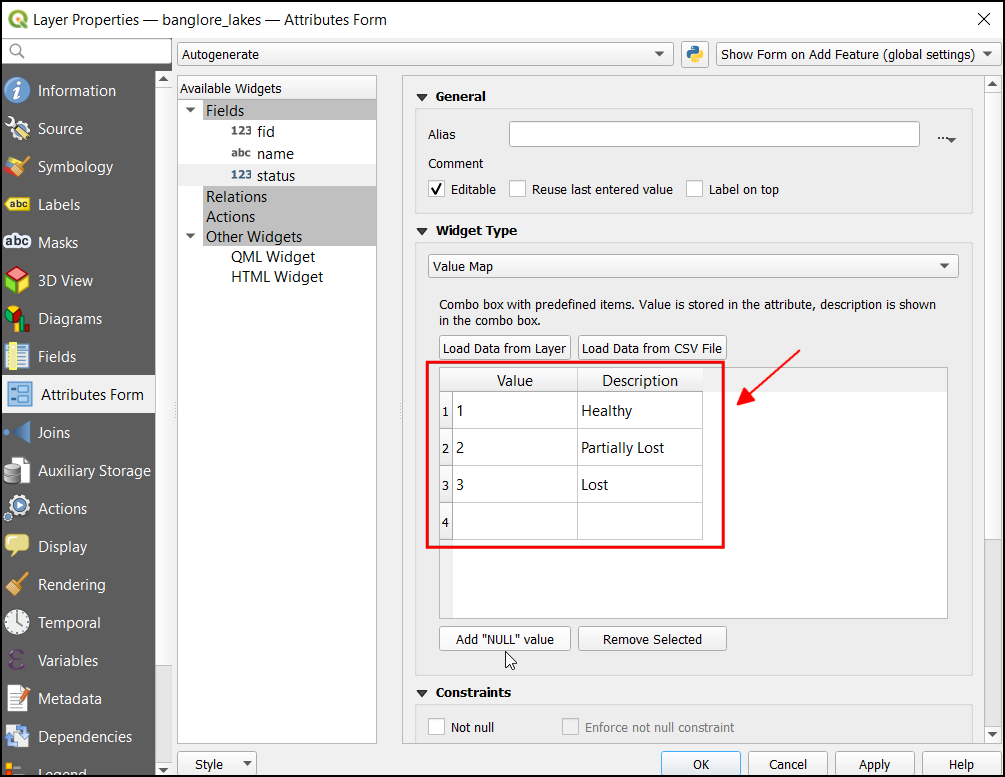 Layer Properties — banglore_lakes — Attributes Form
Autogenerate
Show Form on Add Feature (global settings)
Information
Source
Symbology
abc Labels
abc Masks
3D View
Diagrams
Fields
Attributes Form
Joins
Auxiliary Storage
Actions
Display
Rendering
Temporal
Variables
Metadata
Dependencies
Legend
Available Widgets
Fields
123 fid
abc name
123 status
Relations
Actions
Other Widgets
QML Widget
HTML Widget
General
Alias
Comment
Editable Reuse last entered value Label on top
Widget Type
Value Map
Combo box with predefined items. Value is stored in the attribute, description is shown
in the combo box.
Load Data from Layer Load Data from CSV File
Value Description
1 1 Healthy
2 2 Partially Lost
3 3 Lost
4
Add "NULL" value Remove Selected
Constraints
Not null Enforce not null constraint
Style OK Cancel Apply Help